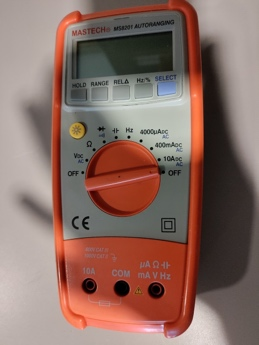 MASTECH® MS8201 AUTORANGING
HOLD RANGE REL∆ Hz/% SELECT
Hz
Ω
4000µADC
AC
400mADC
AC
VDC
AC
10ADC
AC
OFF OFF
CE
10A COM µA Ω
mA V Hz